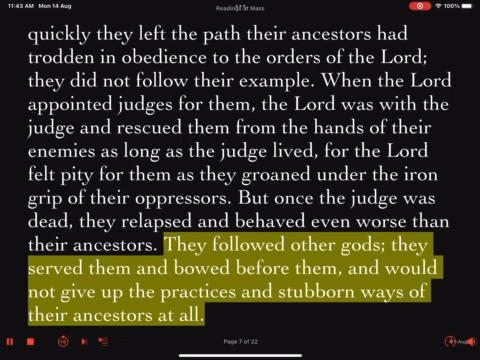 11:43 AM Mon 14 Aug
Readings at Mass
100%
quickly they left the path their ancestors had
trodden in obedience to the orders of the Lord;
they did not follow their example. When the Lord
appointed judges for them, the Lord was with the
judge and rescued them from the hands of their
enemies as long as the judge lived, for the Lord
felt pity for them as they groaned under the iron
grip of their oppressors. But once the judge was
dead, they relapsed and behaved even worse than
their ancestors. They followed other gods; they
served them and bowed before them, and would
not give up the practices and stubborn ways of
their ancestors at all.
Page 7 of 22